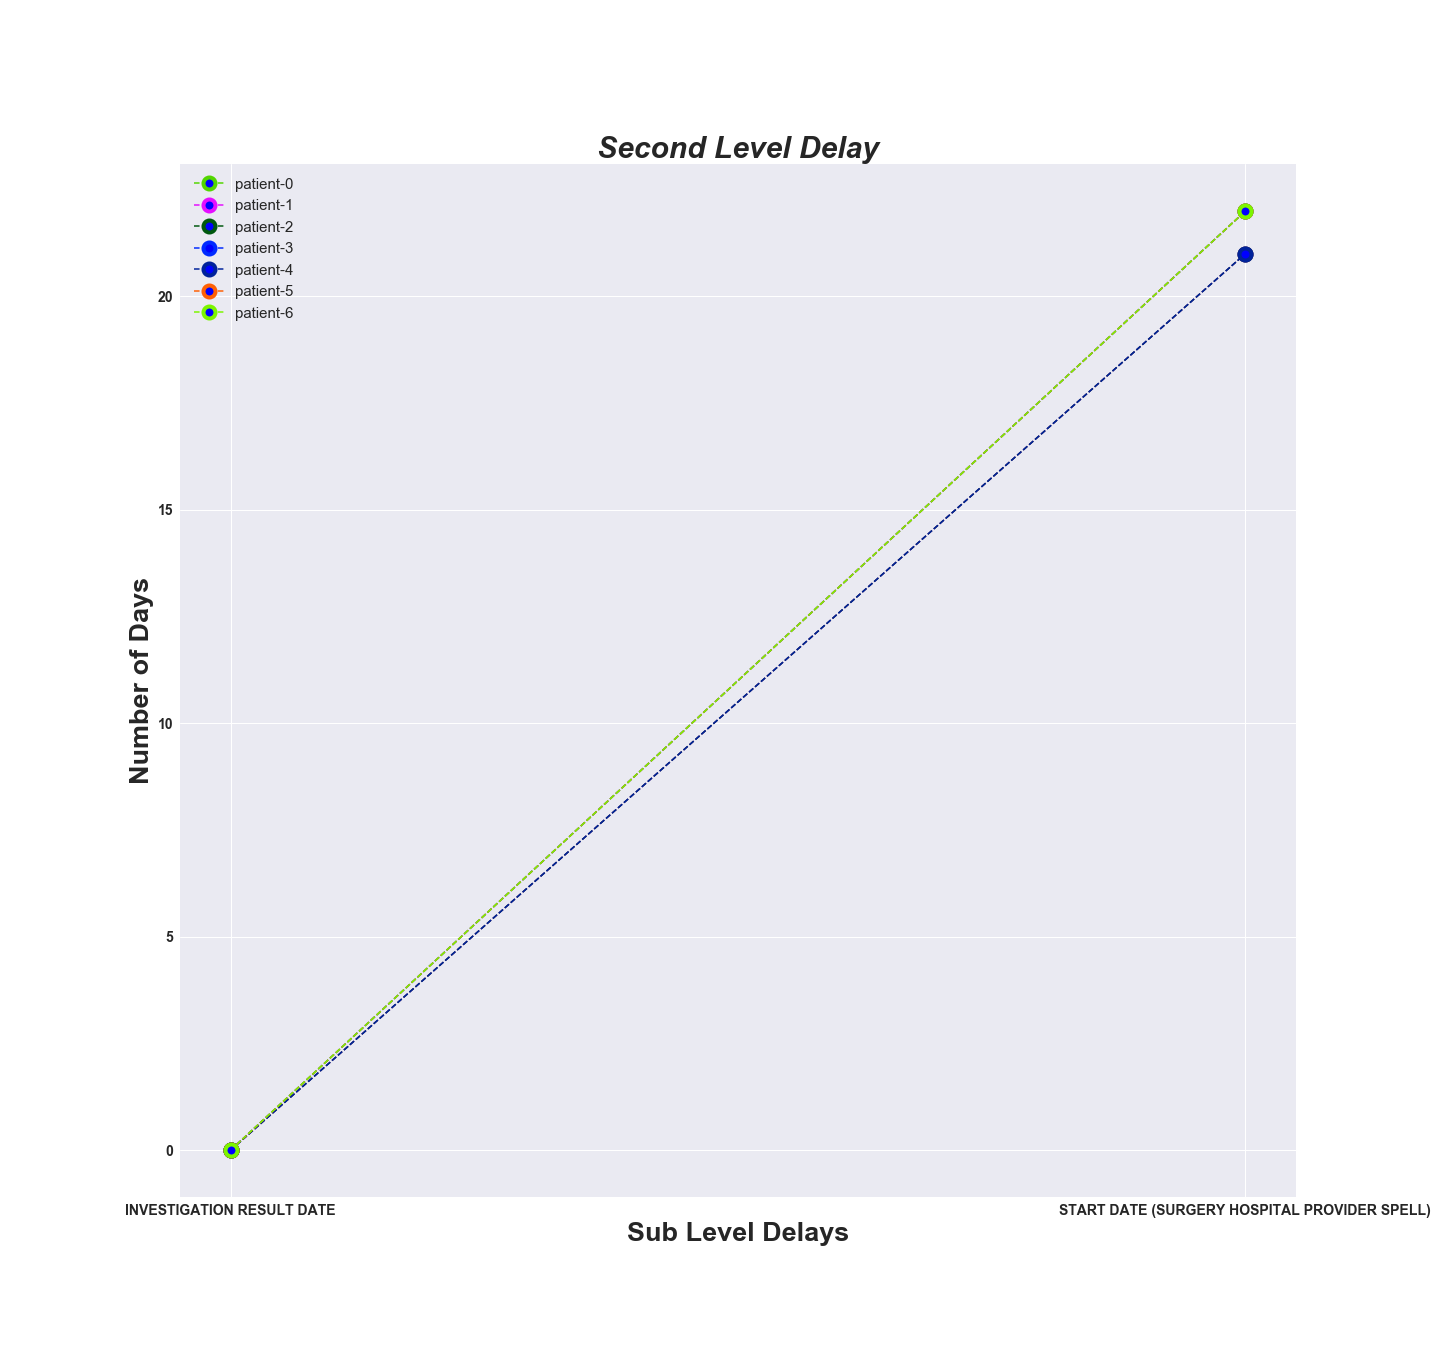 Second Level Delay
patient-0
patient-1
patient-2
patient-3
patient-4
patient-5
patient-6
20
15
10
5
0
Number of Days
INVESTIGATION RESULT DATE
START DATE (SURGERY HOSPITAL PROVIDER SPELL)
Sub Level Delays